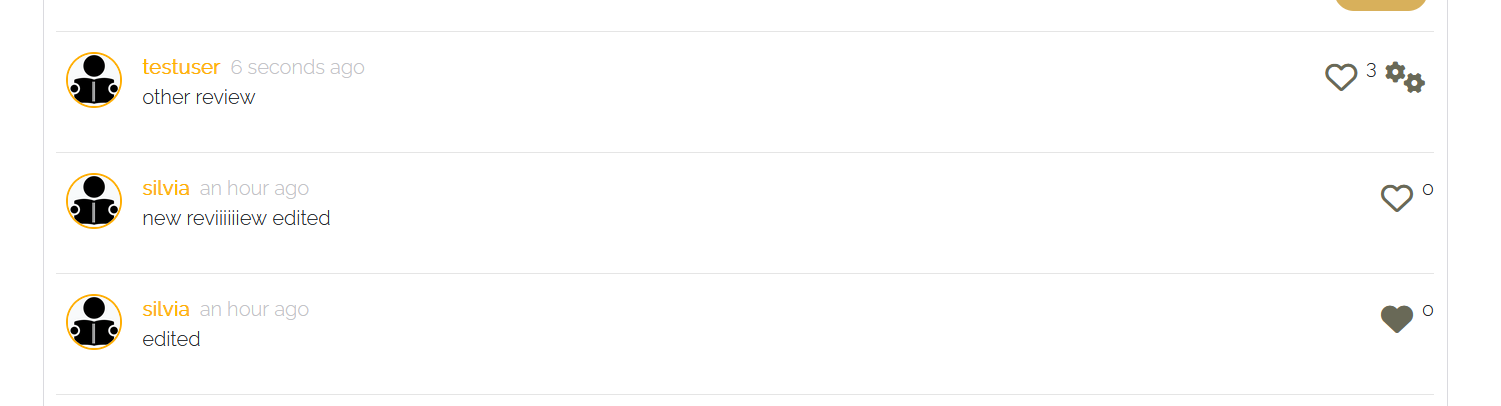 testuser 6 seconds ago
other review
3
silvia an hour ago
new reviiiiiiew edited
0
silvia an hour ago
edited
0